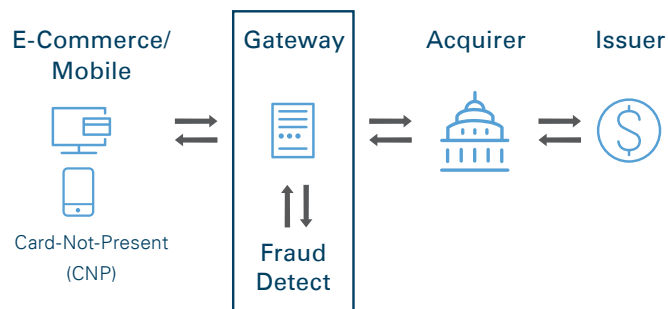 E-Commerce/
Mobile
Card-Not-Present
(CNP)
Gateway
Fraud
Detect
Acquirer
Issuer